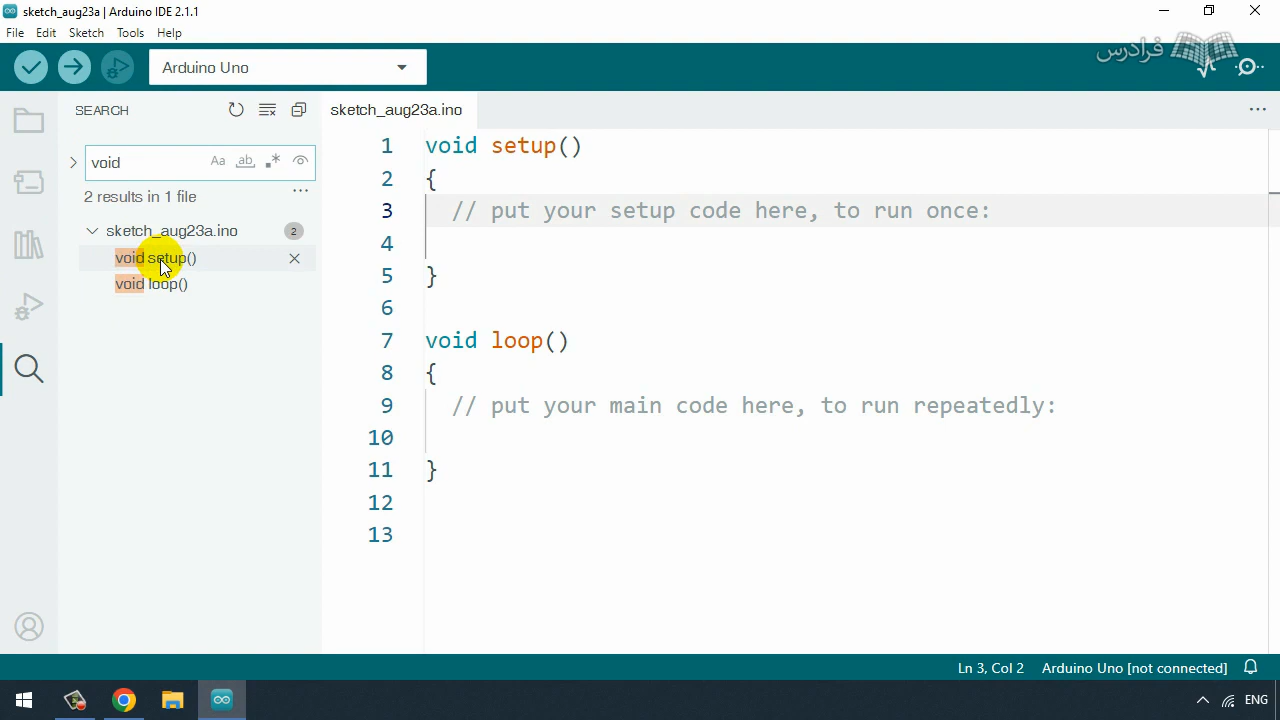 sketch_aug23a | Arduino IDE 2.1.1
File Edit Sketch Tools Help
Arduino Uno
فرادرس
SEARCH
sketch_aug23a.ino
void
Aa ab
2 results in 1 file
sketch_aug23a.ino 2
void setup()
void loop()
1 void setup()
2 {
3 // put your setup code here, to run once:
4
5 }
6
7 void loop()
8 {
9 // put your main code here, to run repeatedly:
10
11 }
12
13
Ln 3, Col 2 Arduino Uno [not connected]
ENG